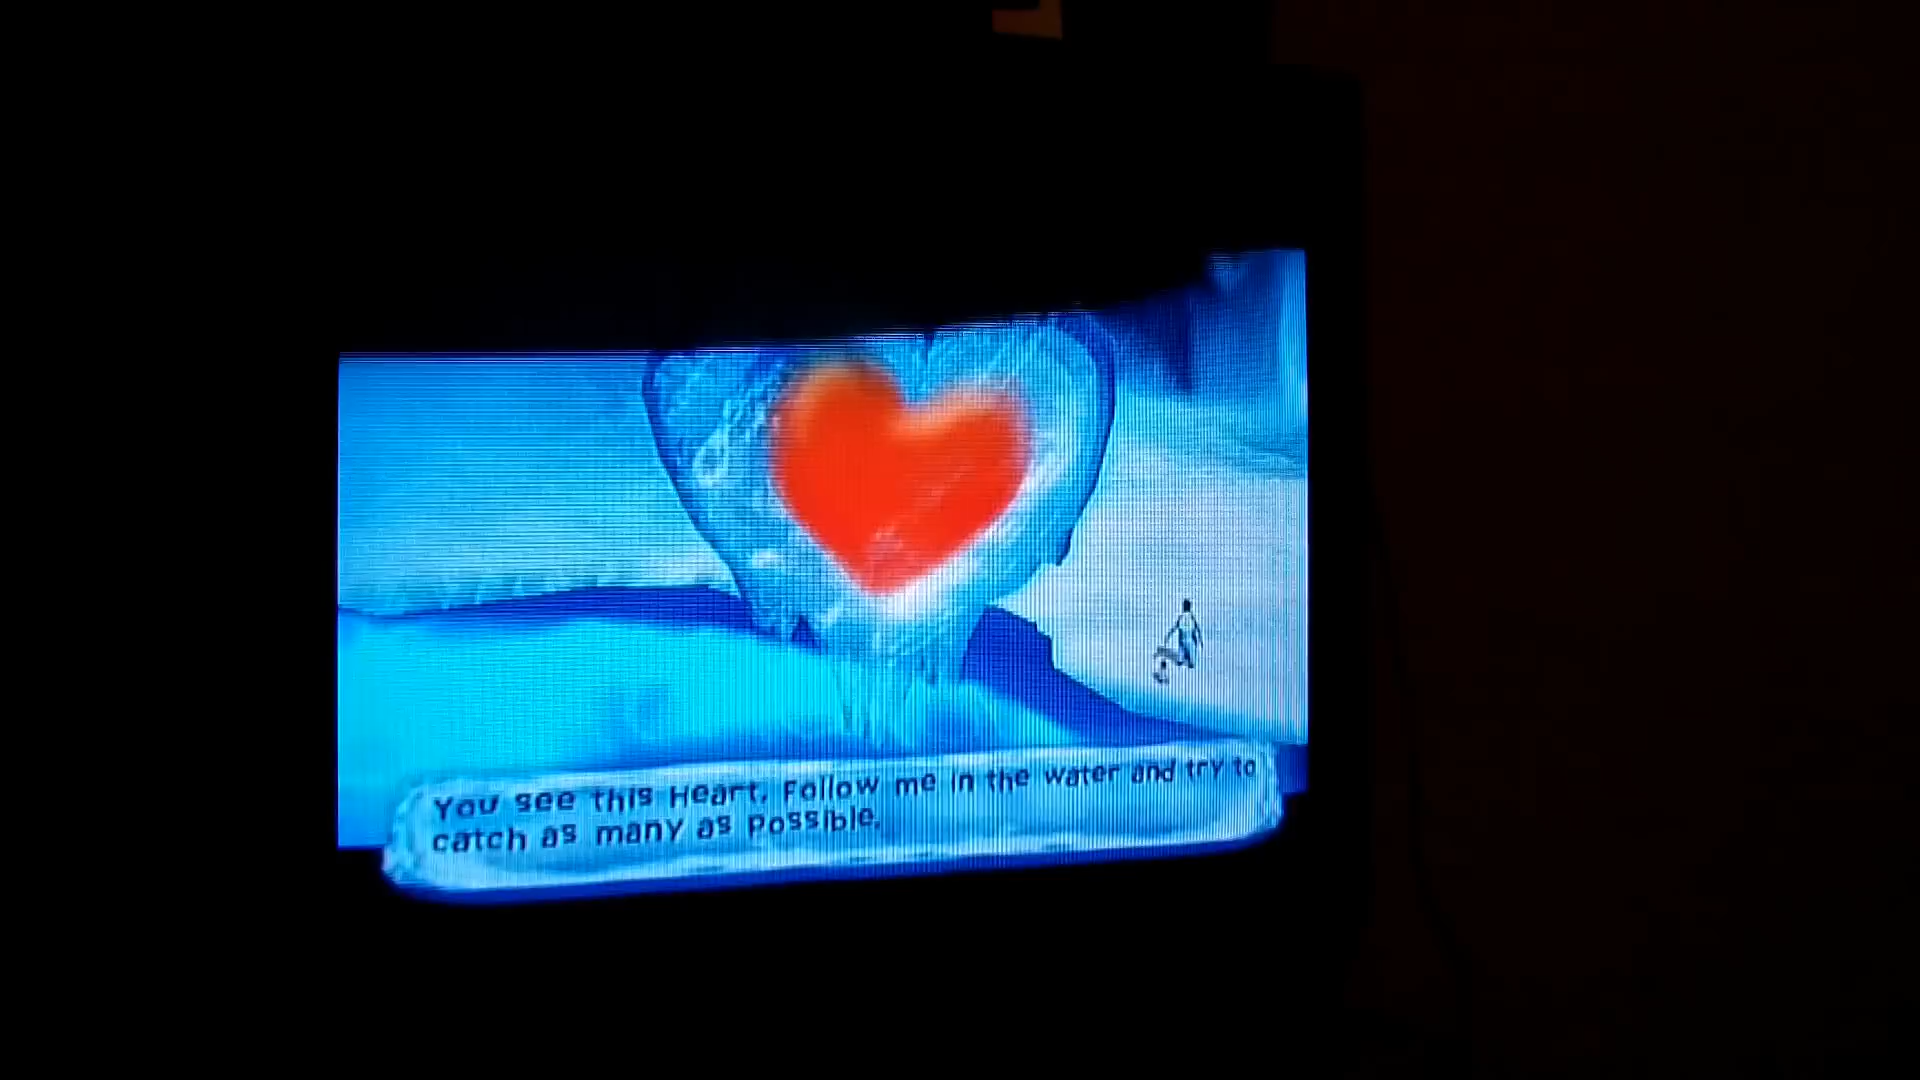 You see this Heart. Follow me in the water and try to
catch as many as Possible.